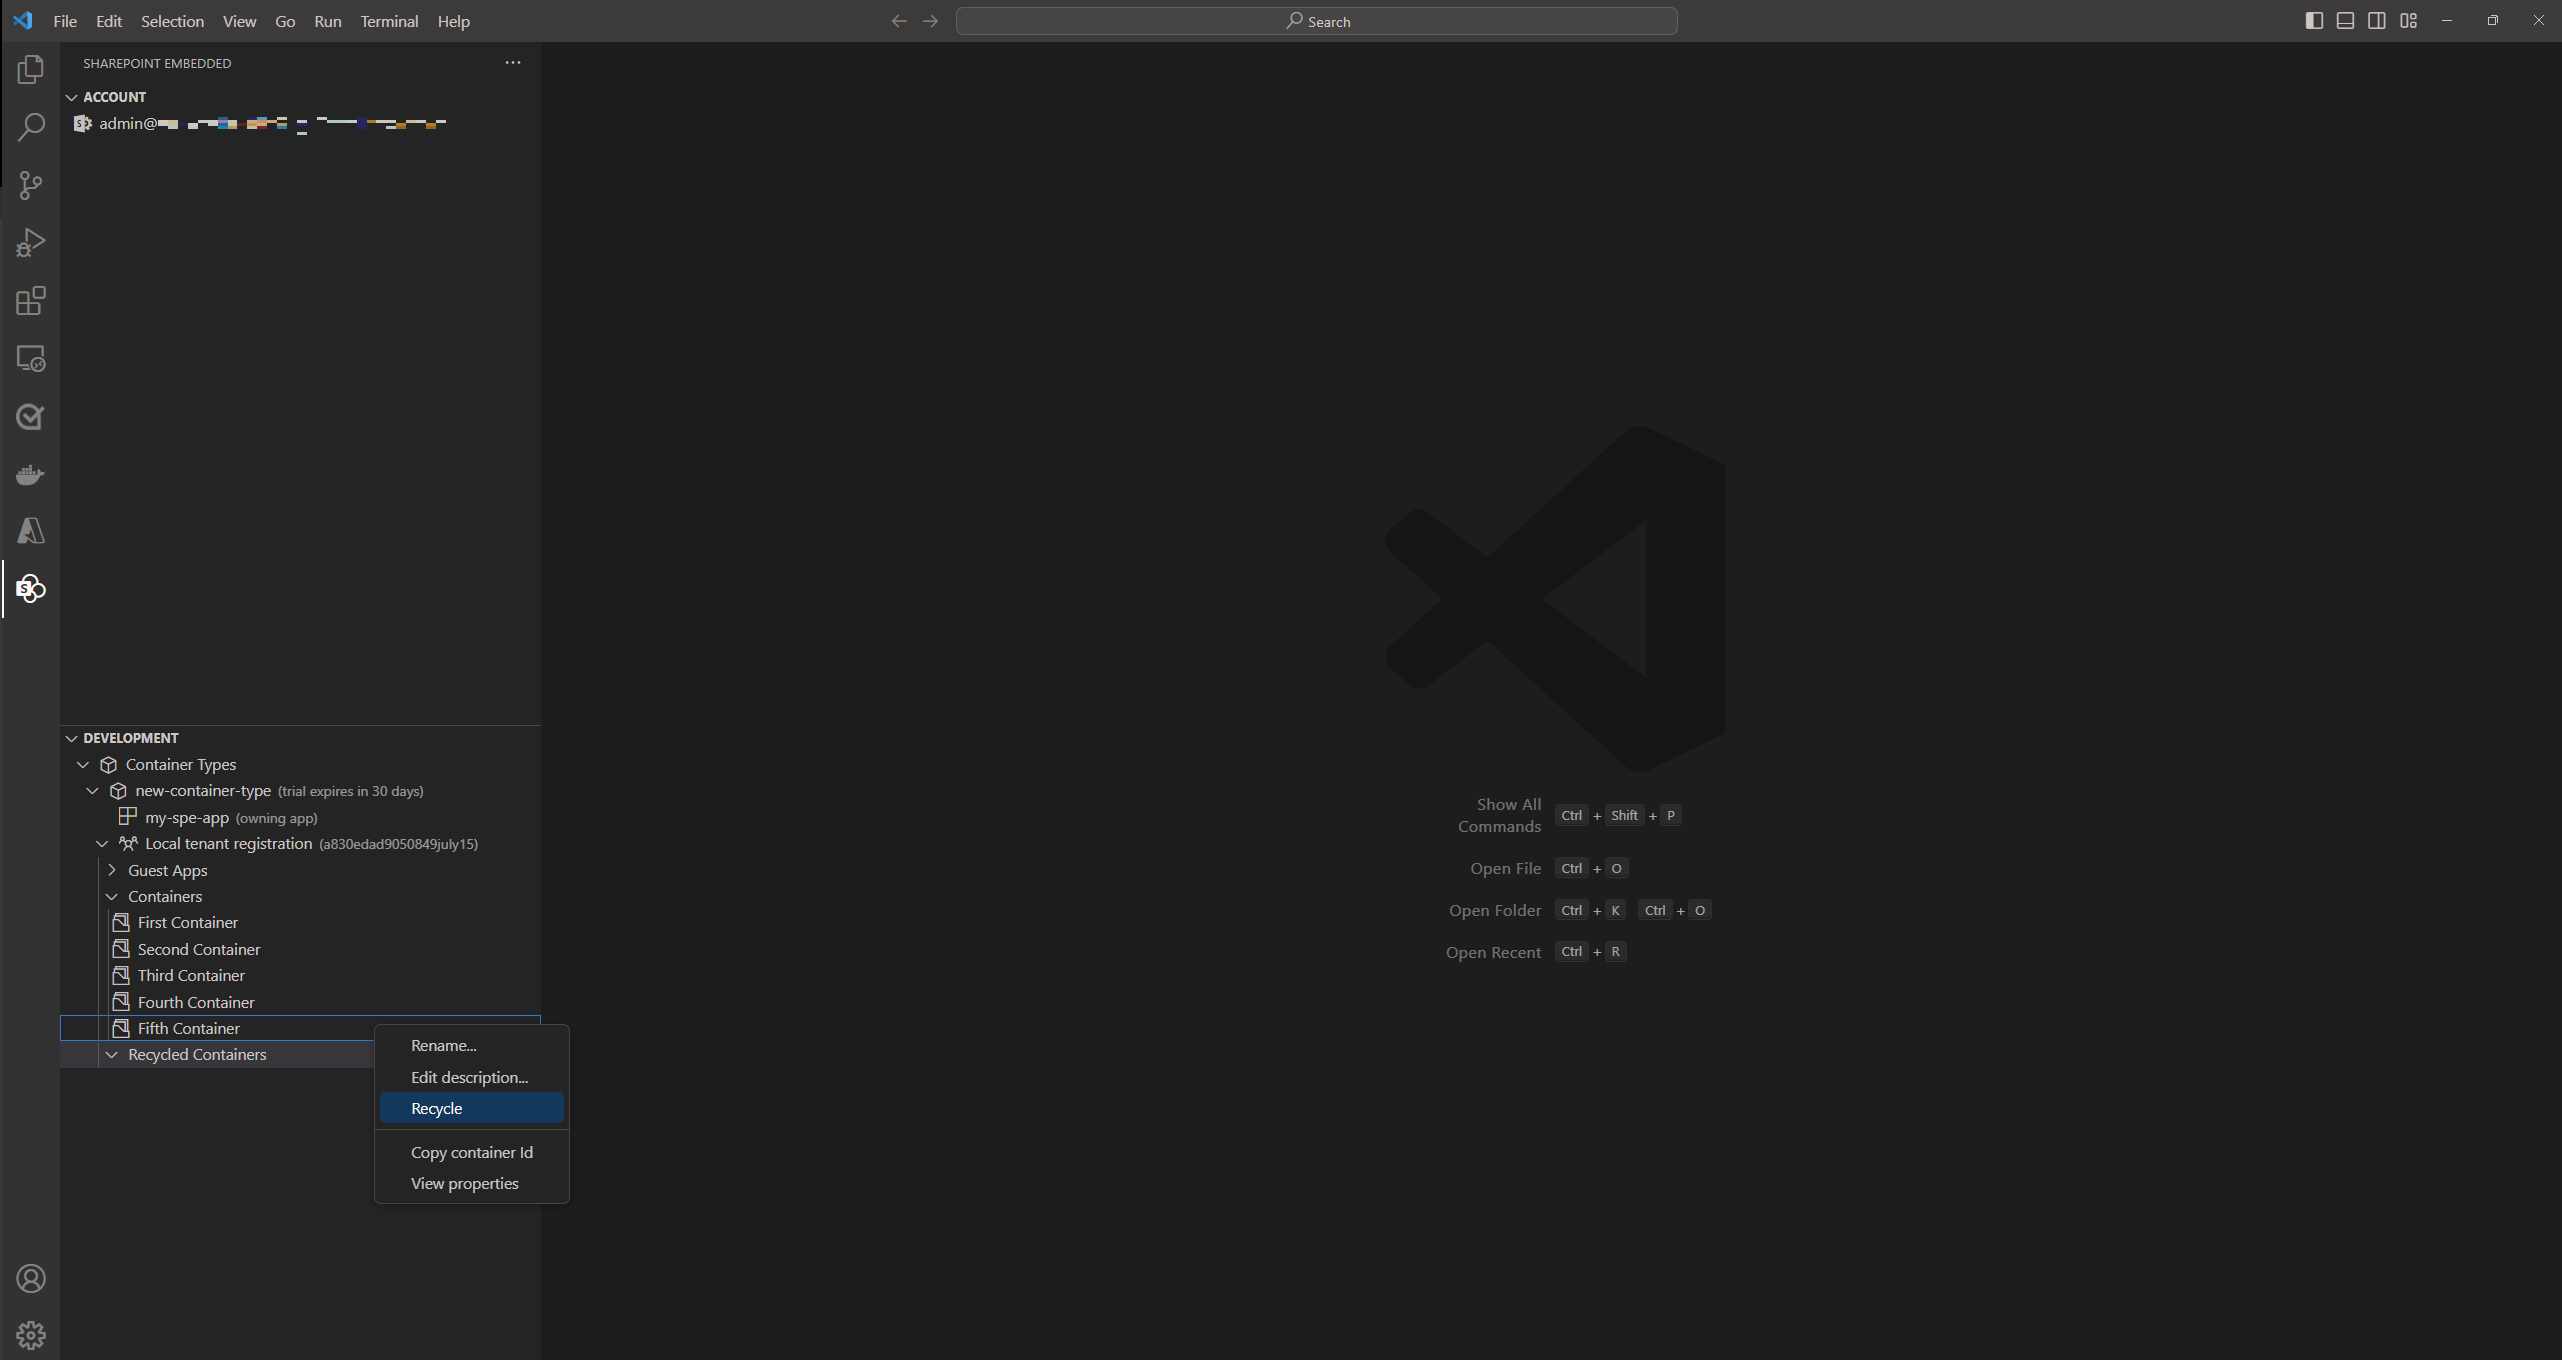 File Edit Selection View Go Run Terminal Help
Search
SHAREPOINT EMBEDDED
ACCOUNT
admin@
DEVELOPMENT
Container Types
new-container-type (trial expires in 30 days)
my-spe-app (owning app)
Local tenant registration (a830edad9050849july15)
Guest Apps
Containers
First Container
Second Container
Third Container
Fourth Container
Fifth Container
Recycled Containers
Rename...
Edit description...
Recycle
Copy container Id
View properties
Show All
Commands
Ctrl + Shift + P
Open File Ctrl + O
Open Folder Ctrl + K Ctrl + O
Open Recent Ctrl + R